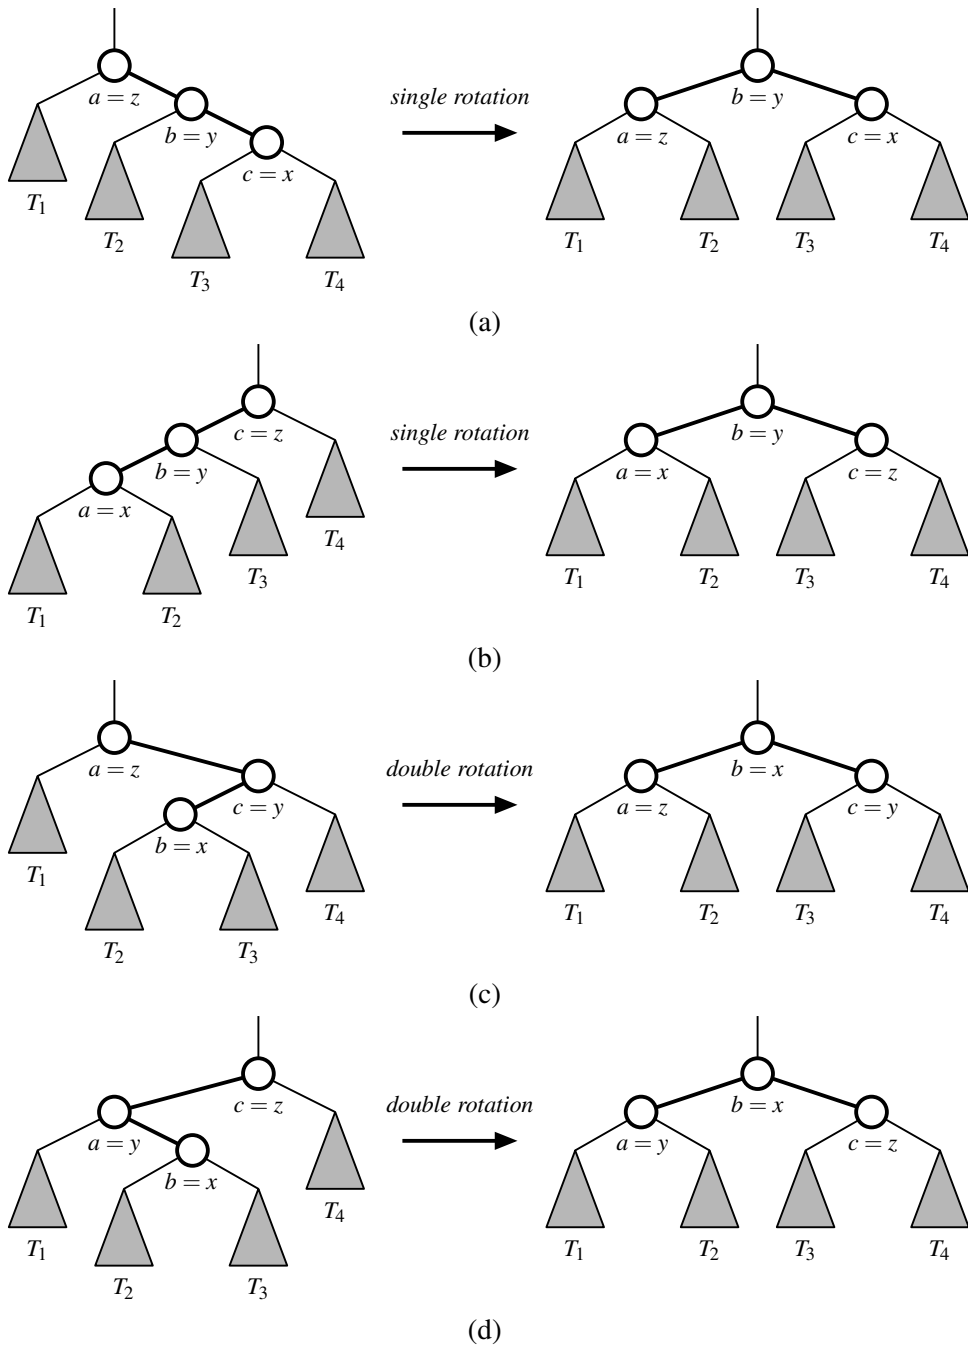 a = z
b = y
c = x
T1
T2
T3
T4
single rotation
b = y
a = z
c = x
T1
T2
T3
T4
(a)
c = z
b = y
a = x
T4
T3
T1
T2
single rotation
b = y
a = x
c = z
T1
T2
T3
T4
(b)
a = z
c = y
b = x
T1
T4
T2
T3
double rotation
b = x
a = z
c = y
T1
T2
T3
T4
(c)
c = z
a = y
b = x
T4
T1
T2
T3
double rotation
b = x
a = y
c = z
T1
T2
T3
T4
(d)